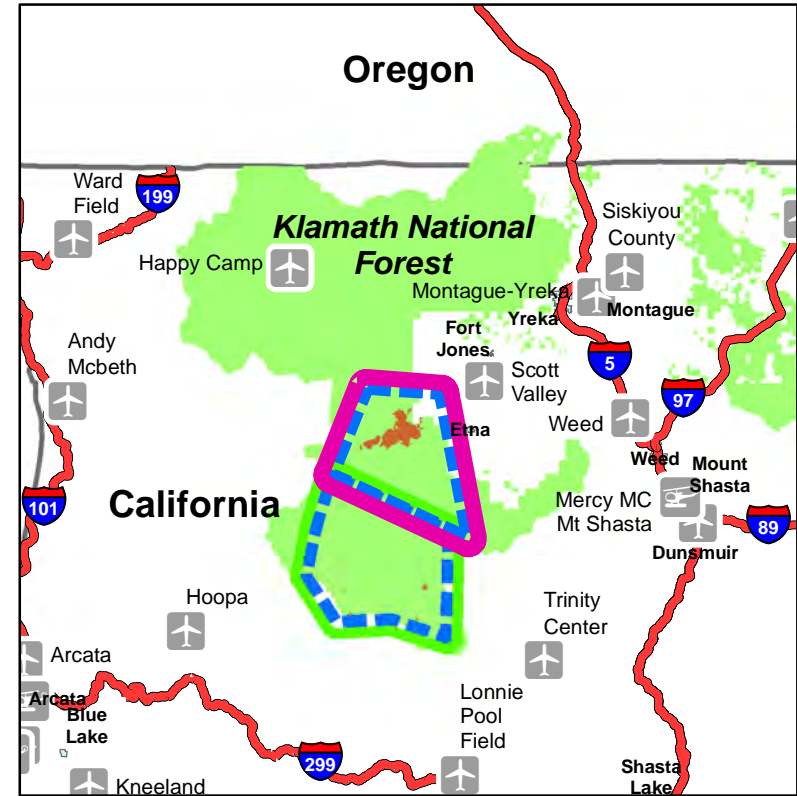 Oregon
Ward
Field
199
Klamath National
Forest
Siskiyou
County
Happy Camp
Montague-Yreka
Yreka
Montague
Fort
Jones
Andy
Mcbeth
Scott
Valley
5
97
Etna
Weed
Weed
Mount
Shasta
California
101
Mercy MC
Mt Shasta
89
Dunsmuir
Hoopa
Trinity
Center
Arcata
Arcata
Blue
Lake
Lonnie
Pool
Field
299
Kneeland
Shasta
Lake